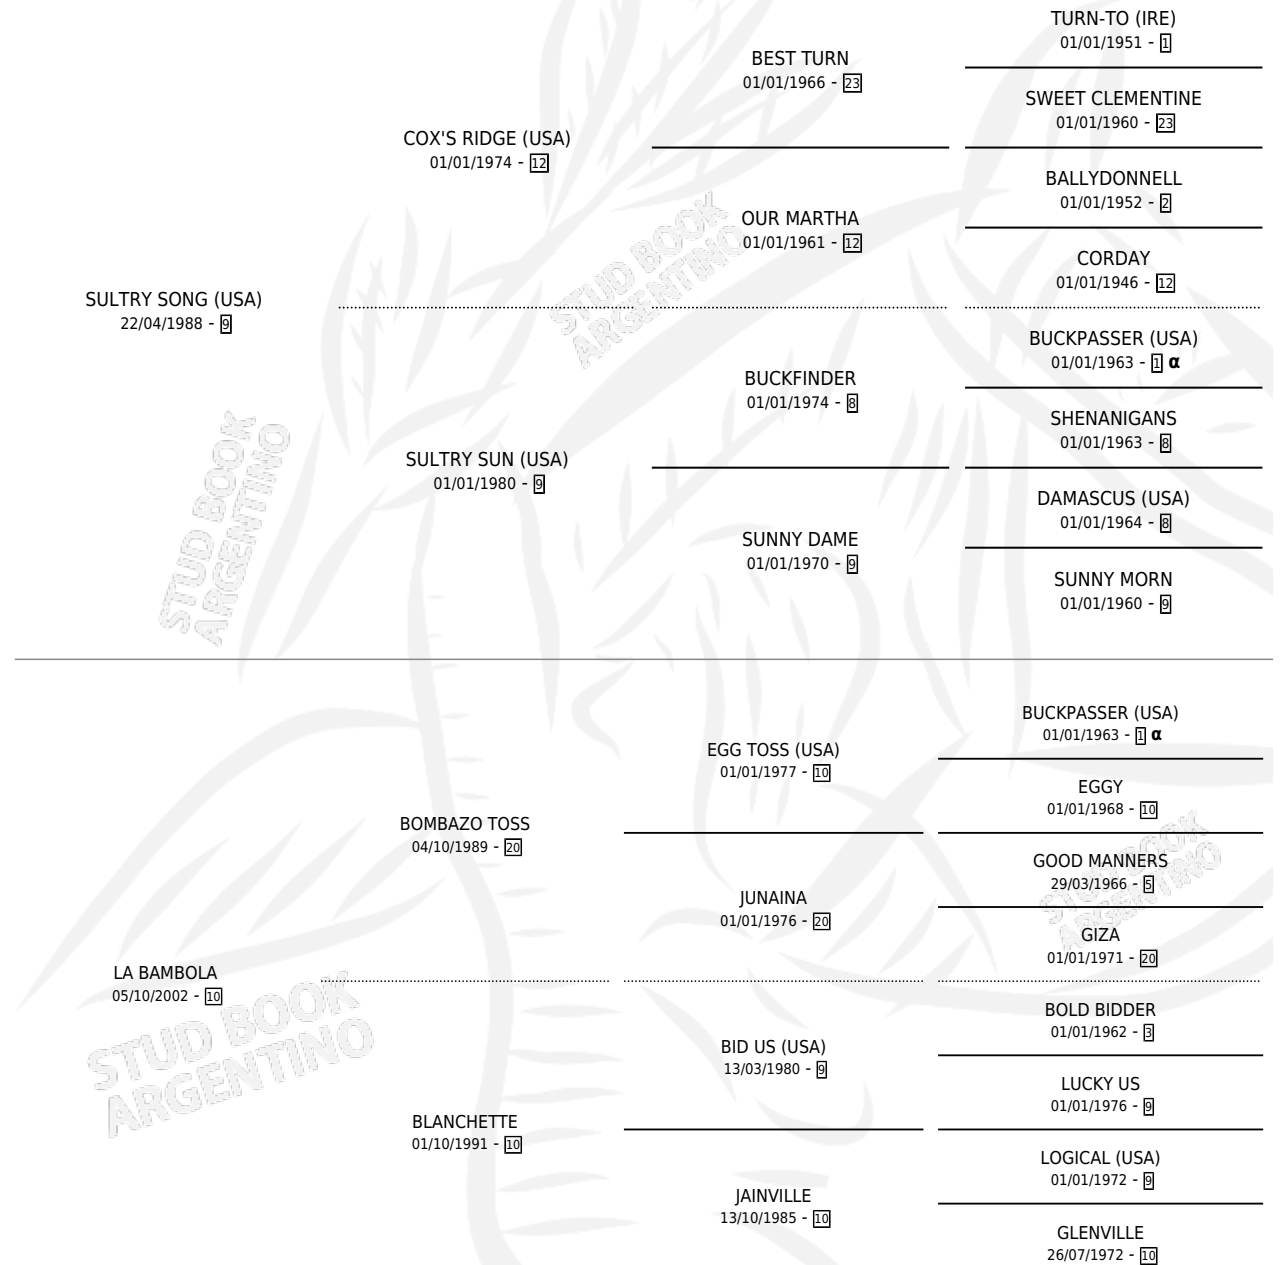 TURN-TO (IRE)
01/01/1951 - 1
BEST TURN
01/01/1966 - 23
SWEET CLEMENTINE
01/01/1960 - 23
COX'S RIDGE (USA)
01/01/1974 - 12
BALLYDONNELL
01/01/1952 - 2
OUR MARTHA
01/01/1961 - 12
CORDAY
01/01/1946 - 12
SULTRY SONG (USA)
22/04/1988 - 9
BUCKPASSER (USA)
01/01/1963 - 1 α
BUCKFINDER
01/01/1974 - 8
SHENANIGANS
01/01/1963 - 8
SULTRY SUN (USA)
01/01/1980 - 9
DAMASCUS (USA)
01/01/1964 - 8
SUNNY DAME
01/01/1970 - 9
SUNNY MORN
01/01/1960 - 9
BUCKPASSER (USA)
01/01/1963 - 1 α
EGG TOSS (USA)
01/01/1977 - 10
EGGY
01/01/1968 - 10
BOMBAZO TOSS
04/10/1989 - 20
GOOD MANNERS
29/03/1966 - 5
JUNAINA
01/01/1976 - 20
GIZA
01/01/1971 - 20
LA BAMBOLA
05/10/2002 - 10
BOLD BIDDER
01/01/1962 - 3
BID US (USA)
13/03/1980 - 9
LUCKY US
01/01/1976 - 9
BLANCHETTE
01/10/1991 - 10
LOGICAL (USA)
01/01/1972 - 9
JAINVILLE
13/10/1985 - 10
GLENVILLE
26/07/1972 - 10
STUD BOOK
ARGENTINO
STUD BOOK
ARGENTINO
STUD BOOK
ARGENTINO
STUD BOOK
ARGENTINO